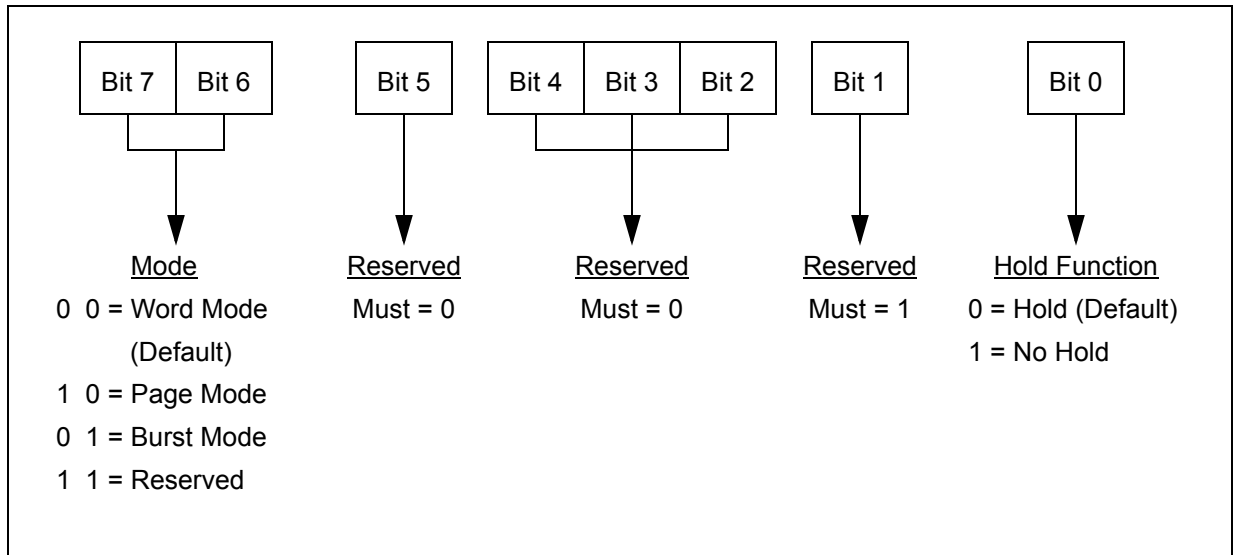 Bit 7 Bit 6 Bit 5 Bit 4 Bit 3 Bit 2 Bit 1 Bit 0
Mode Reserved Reserved Reserved Hold Function
0 0 = Word Mode Must = 0 Must = 0 Must = 1 0 = Hold (Default)
(Default) 1 = No Hold
1 0 = Page Mode
0 1 = Burst Mode
1 1 = Reserved